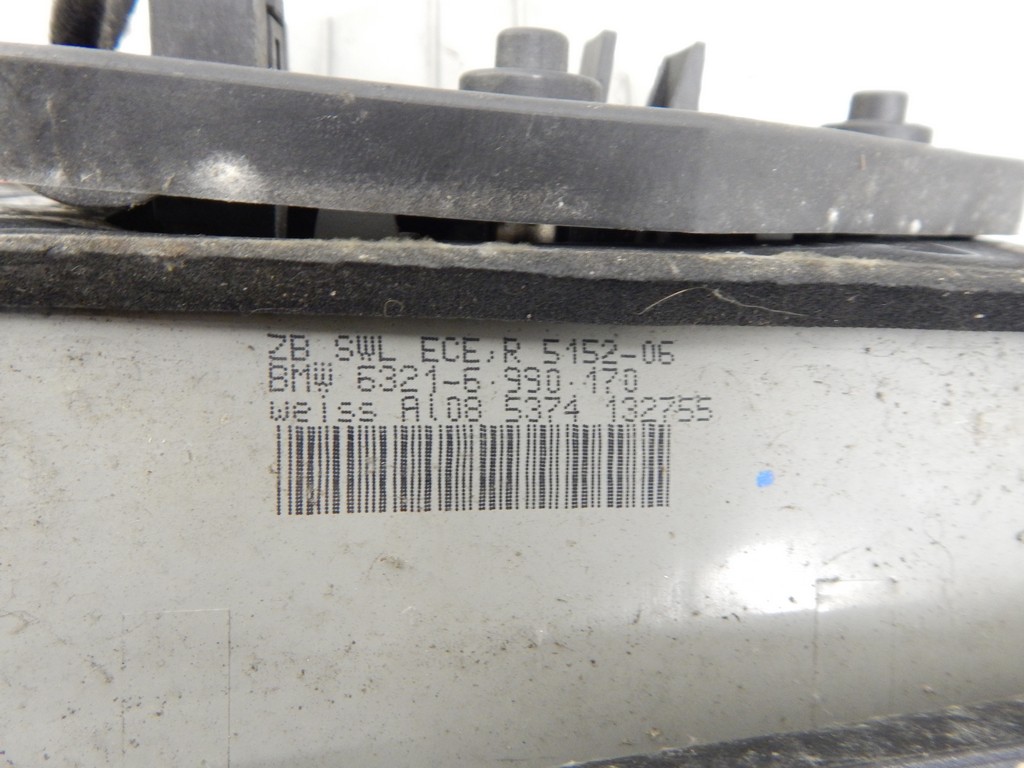 ZB SWL ECE,R 5152-06
BMW 6321-6 990 170
weiss Al08 5374 132755